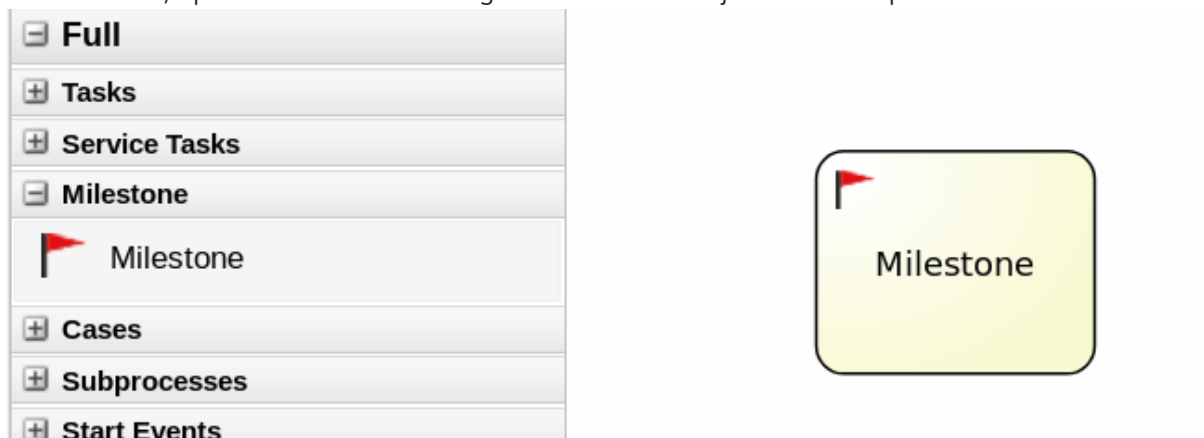 Full
Tasks
Service Tasks
Milestone
Milestone
Cases
Subprocesses
Start Events
Milestone